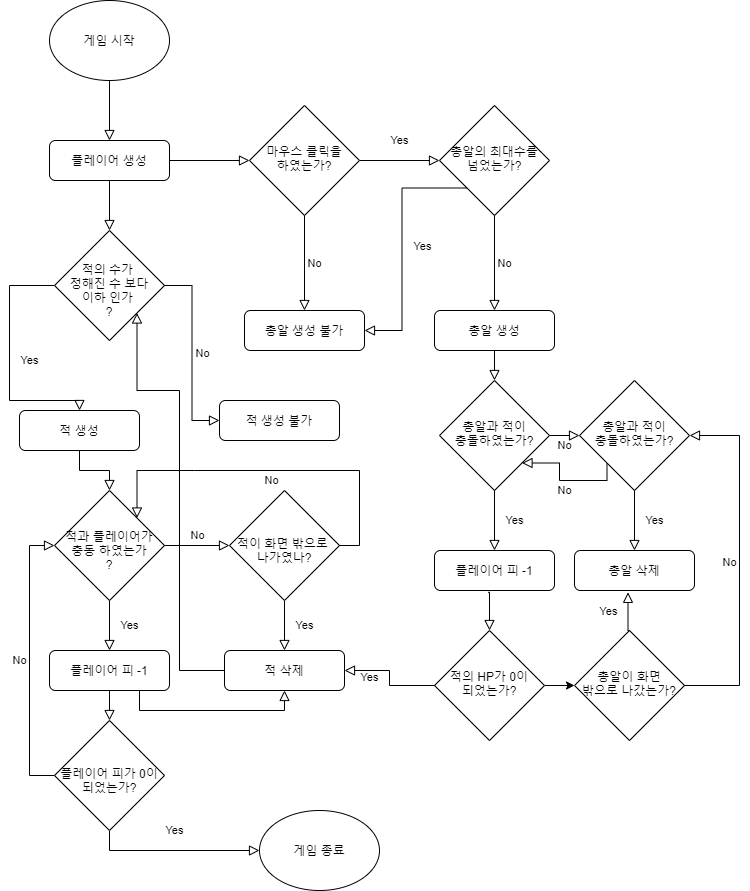 게임 시작
플레이어 생성
마우스 클릭을
하였는가?
Yes
총알의 최대수를
넘었는가?
Yes
No
No
적의 수가
정해진 수 보다
이하 인가
?
총알 생성 불가
총알 생성
Yes
No
적 생성
적 생성 불가
총알과 적이
충돌하였는가?
No
총알과 적이
충돌하였는가?
No
No
적과 플레이어가
충동 하였는가
?
No
적이 화면 밖으로
나가였나?
Yes
Yes
플레이어 피 -1
총알 삭제
No
Yes
Yes
Yes
No
플레이어 피 -1
적 삭제
Yes
적의 HP가 0이
되었는가?
총알이 화면
밖으로 나갔는가?
플레이어 피가 0이
되었는가?
Yes
게임 종료